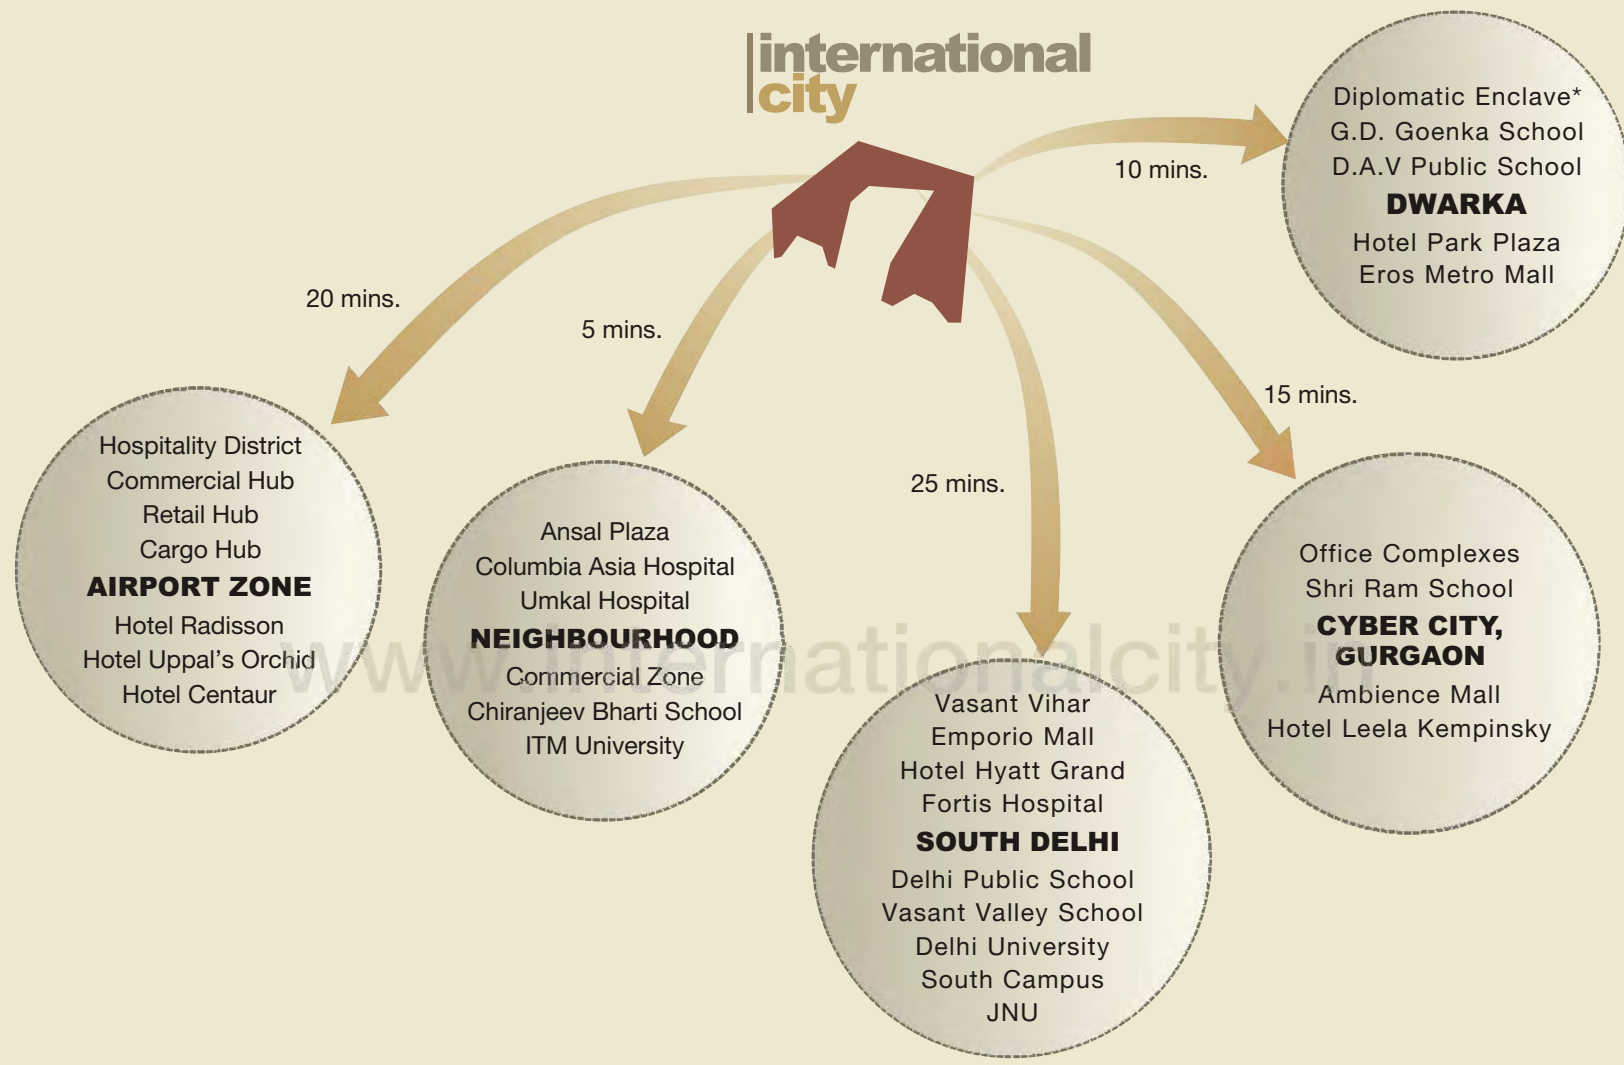 international
city
10 mins.
Diplomatic Enclave*
G.D. Goenka School
D.A.V Public School
DWARKA
Hotel Park Plaza
Eros Metro Mall
20 mins.
5 mins.
25 mins.
15 mins.
Hospitality District
Commercial Hub
Retail Hub
Cargo Hub
AIRPORT ZONE
Hotel Radisson
Hotel Uppal's Orchid
Hotel Centaur
Ansal Plaza
Columbia Asia Hospital
Umkal Hospital
NEIGHBOURHOOD
Commercial Zone
Chiranjeev Bharti School
ITM University
Vasant Vihar
Emporio Mall
Hotel Hyatt Grand
Fortis Hospital
SOUTH DELHI
Delhi Public School
Vasant Valley School
Delhi University
South Campus
JNU
Office Complexes
Shri Ram School
CYBER CITY,
GURGAON
Ambience Mall
Hotel Leela Kempinsky
www.internationalcity.in